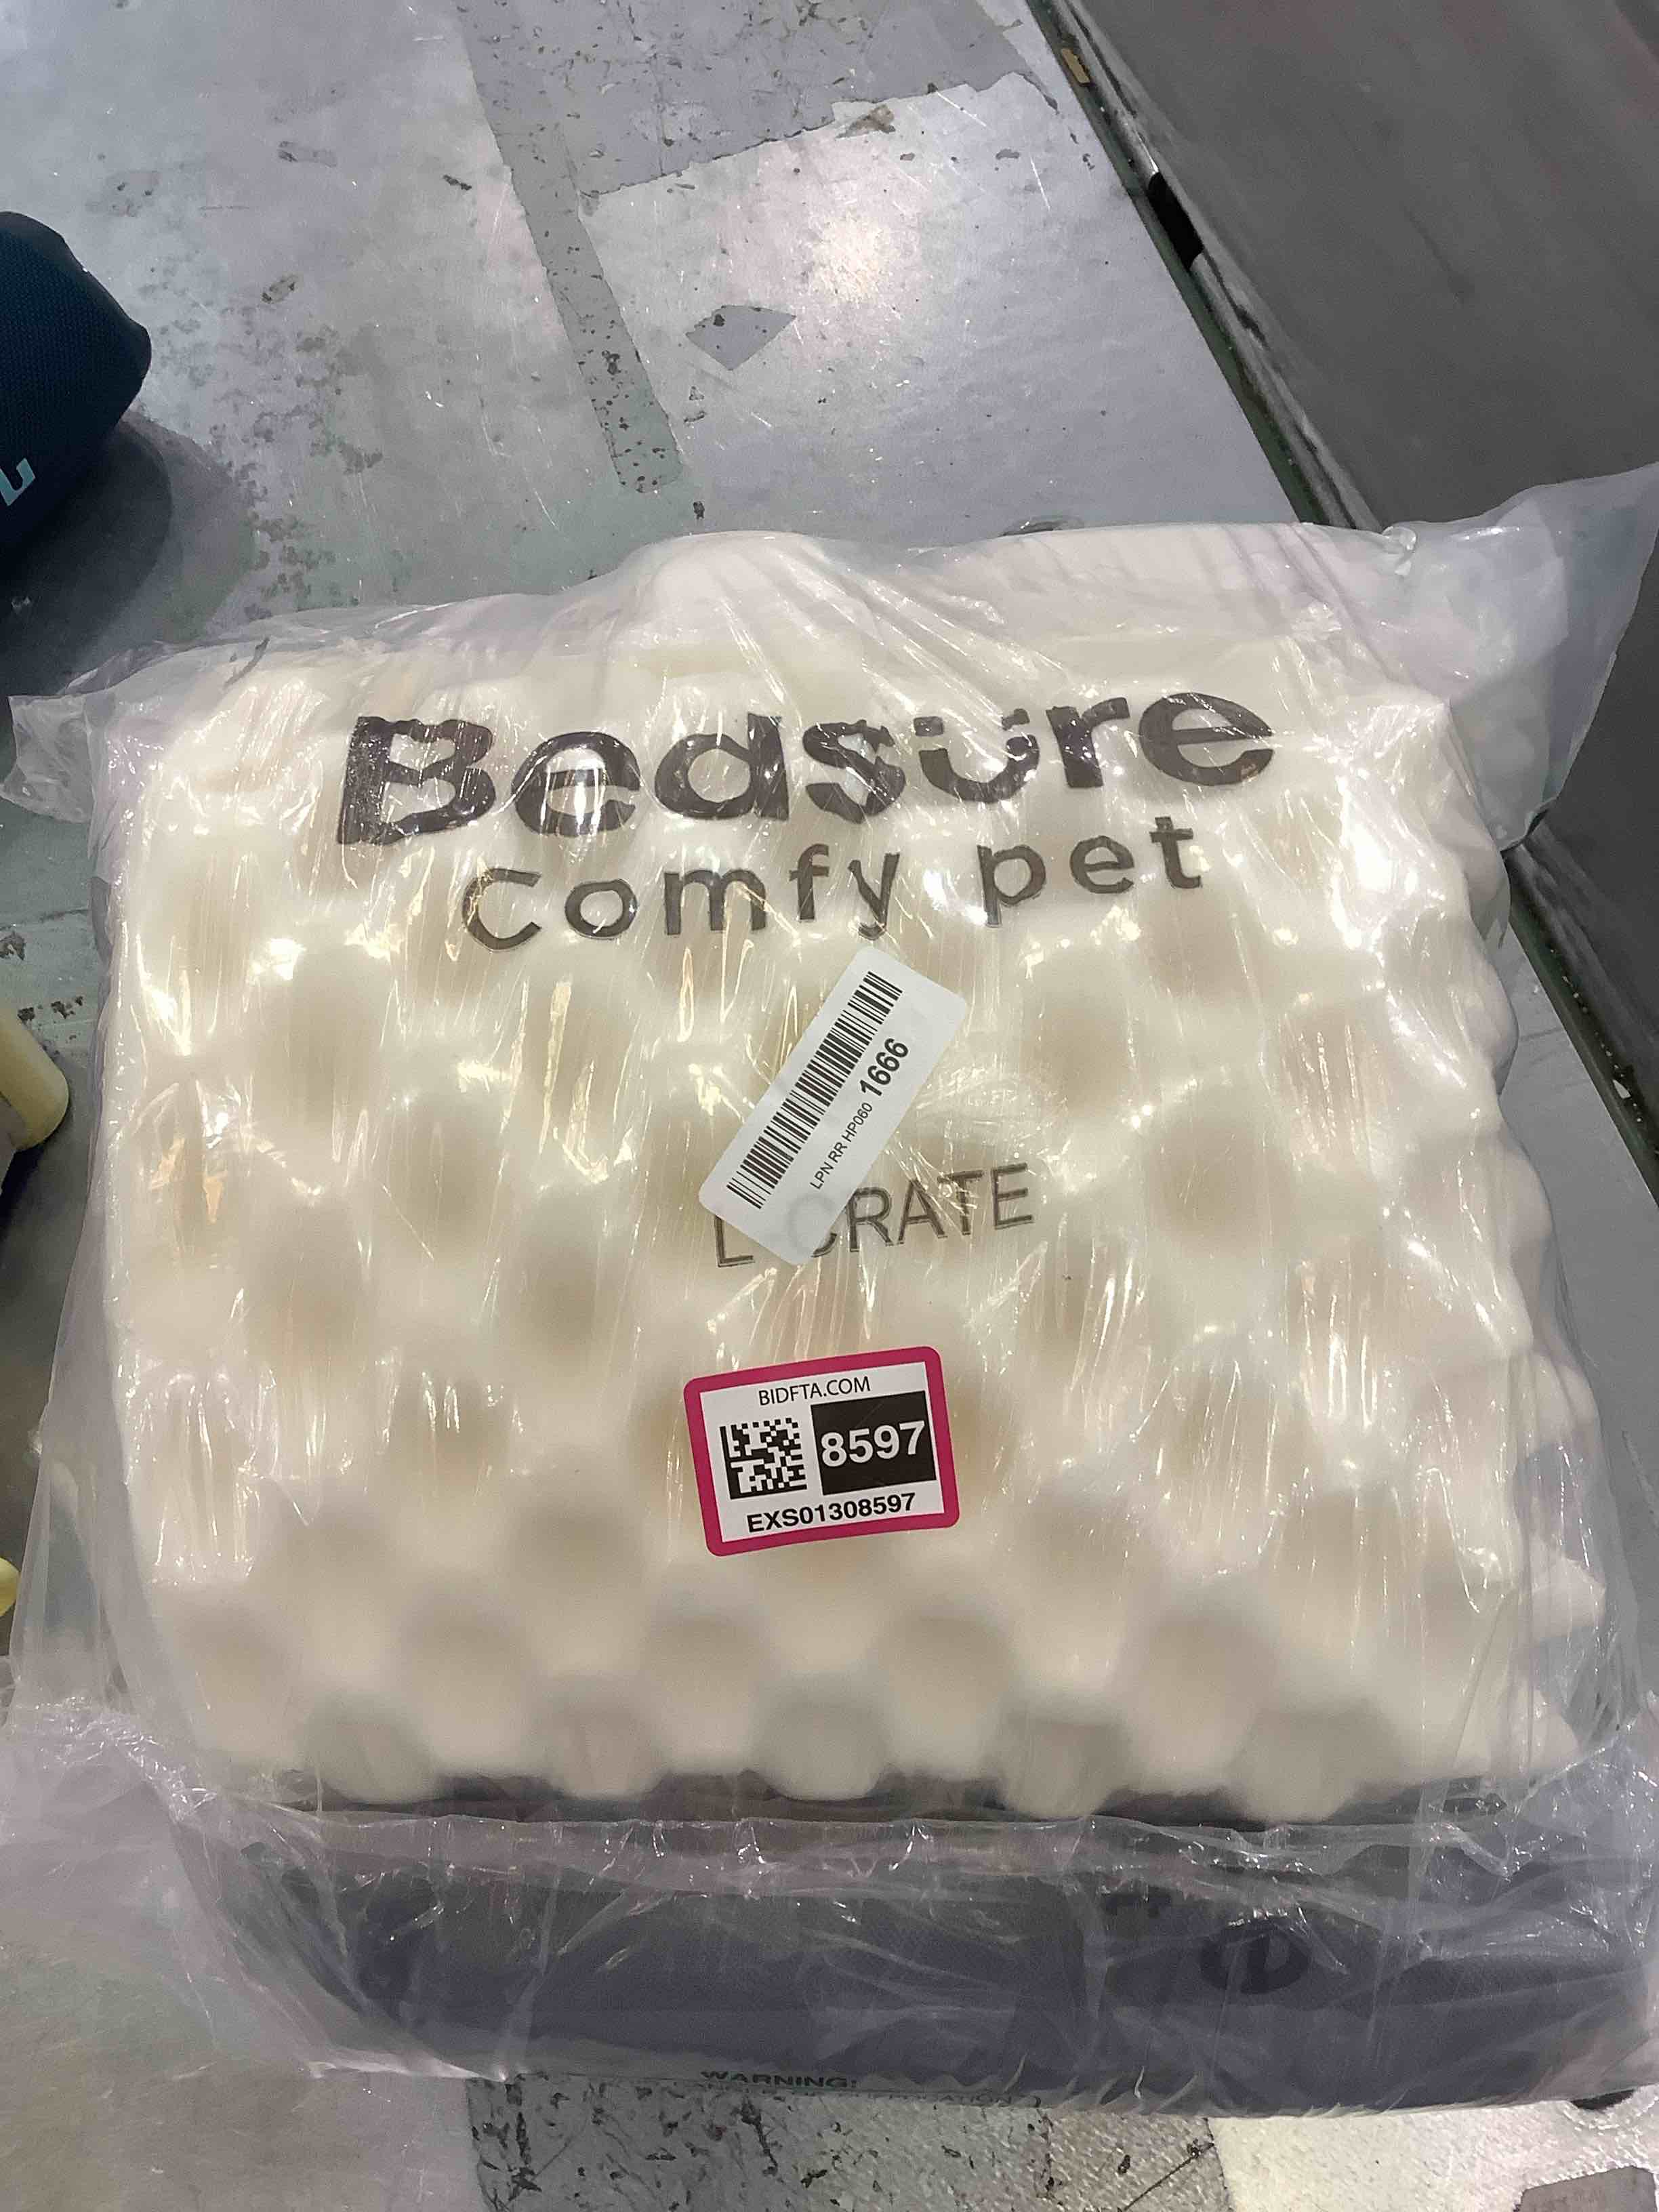 Bedsure
Comfy pet
LPN RR HP060 1666
L CRATE
BIDFTA.COM
8597
EXS01308597
WARNING: